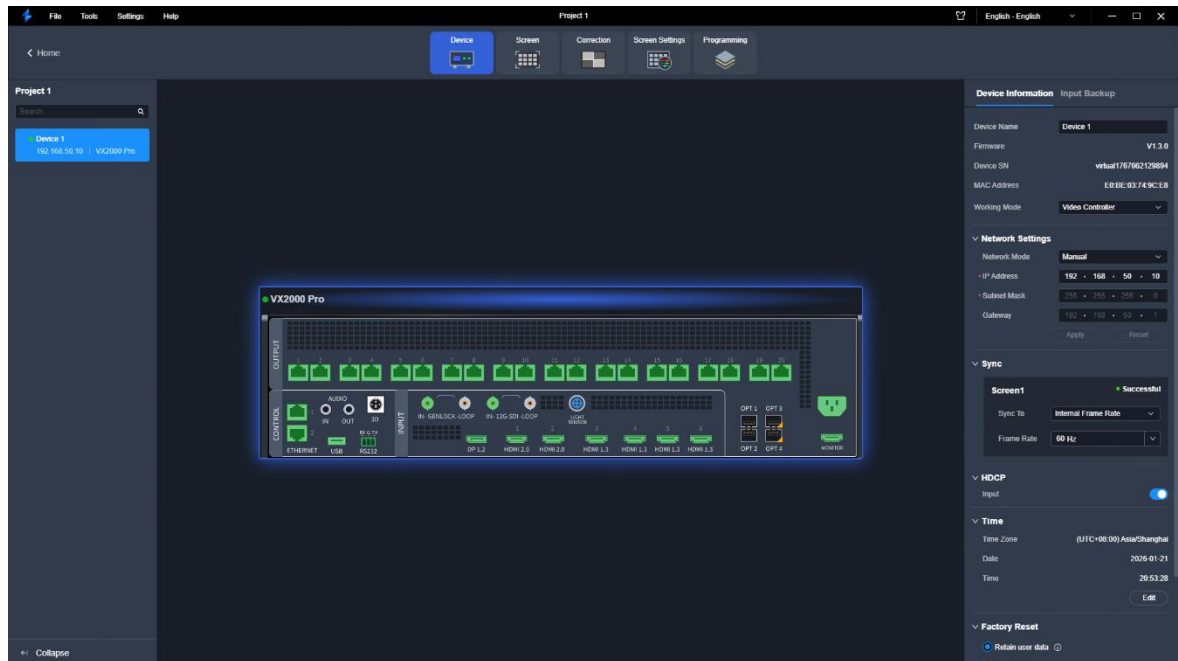 File Tools Settings Help Project 1 English - English
Home
Device Screen Correction Screen Settings Programming
Project 1
Search
Device 1
192.168.50.10 | VX2000 Pro
VX2000 Pro
OUTPUT
1 2 3 4 5 6 7 8 9 10 11 12 13 14 15 16 17 18 19 20
CONTROL
1
2
ETHERNET
AUDIO
IN OUT
3D
USB
RS232
INPUT
IN- GENLOCK -LOOP
IN- 12G-SDI -LOOP
LIGHT
SENSOR
1 2 3 4 5 6
DP 1.2 HDMI 2.0 HDMI 2.0 HDMI 1.3 HDMI 1.3 HDMI 1.3 HDMI 1.3
OPT 1 OPT 3
OPT 2 OPT 4
MONITOR
Device Information Input Backup
Device Name Device 1
Firmware V1.3.0
Device SN virtual1767662129894
MAC Address E0:BE:03:74:9C:E8
Working Mode Video Controller
Network Settings
Network Mode Manual
*IP Address 192 . 168 . 50 . 10
*Subnet Mask 255 . 255 . 255 . 0
Gateway 192 . 168 . 50 . 1
Apply Reset
Sync
Screen1 Successful
Sync To Internal Frame Rate
Frame Rate 60 Hz
HDCP
Input
Time
Time Zone (UTC+08:00) Asia/Shanghai
Date 2026-01-21
Time 20:53:28
Edit
Factory Reset
Retain user data
Collapse